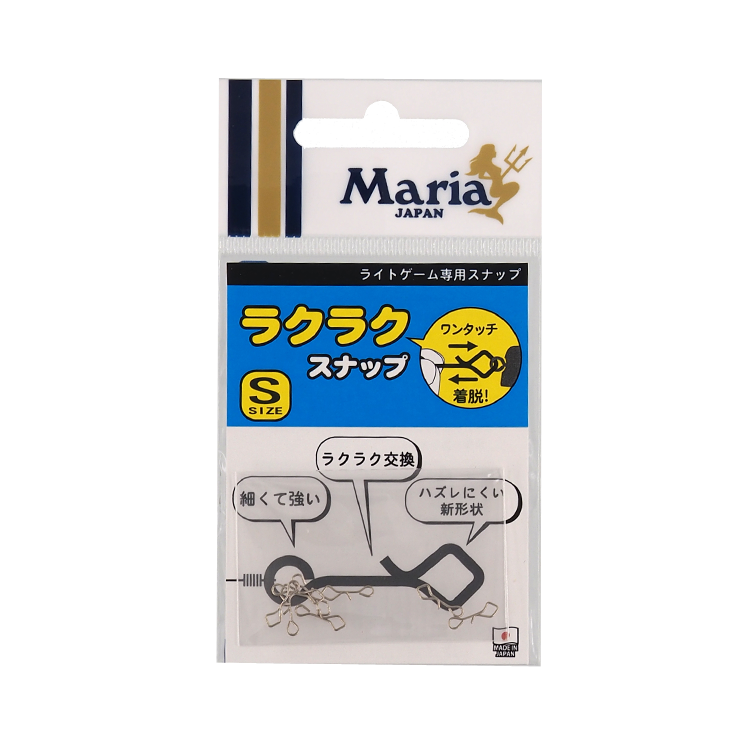 Maria
JAPAN
ライトゲーム専用スナップ
ラクラク
スナップ
ワンタッチ
着脱!
S
SIZE
ラクラク交換
細くて強い
ハズレにくい
新形状
MADE IN
JAPAN